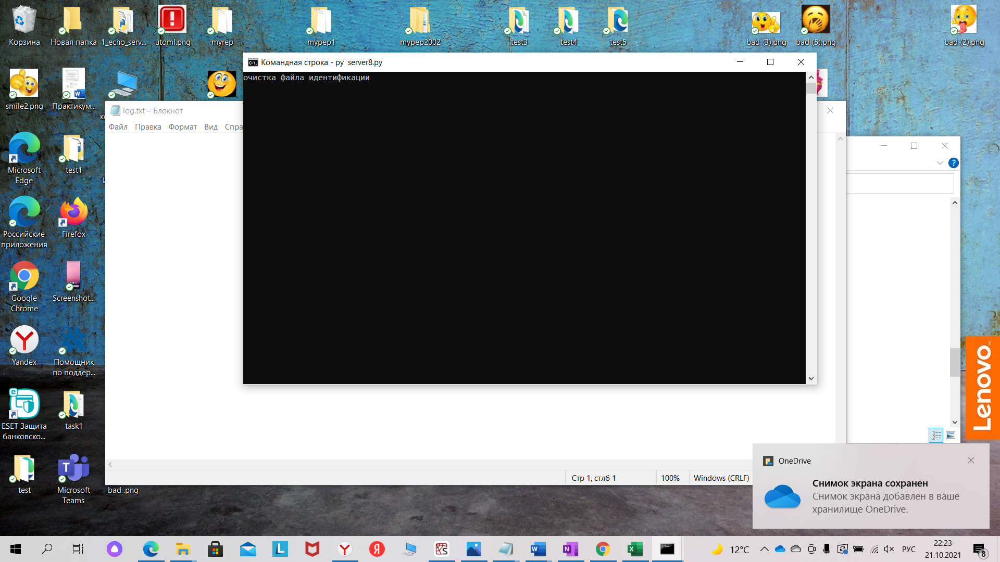 Корзина
Новая папка
1_echo_serv...
utoml.png
myrep
mypep1
mypep2002
test3
test4
test5
bad (3).png
bad (5).png
bad (2).png
Командная строка - py  server8.py
очистка файла идентификации
smile2.png
Практикум...
log.txt – Блокнот
Файл
Правка
Формат
Вид
Спра
Microsoft
Edge
test1
Российские
приложения
Firefox
Google
Chrome
Screenshot...
Yandex
Помощник
по поддер...
ESET Защита
банковско...
task1
test
Microsoft
Teams
bad .png
Стр 1, стлб 1
100%
Windows (CRLF)
Lenovo
OneDrive
Снимок экрана сохранен
Снимок экрана добавлен в ваше
хранилище OneDrive.
12°C
РУС
22:23
21.10.2021
8